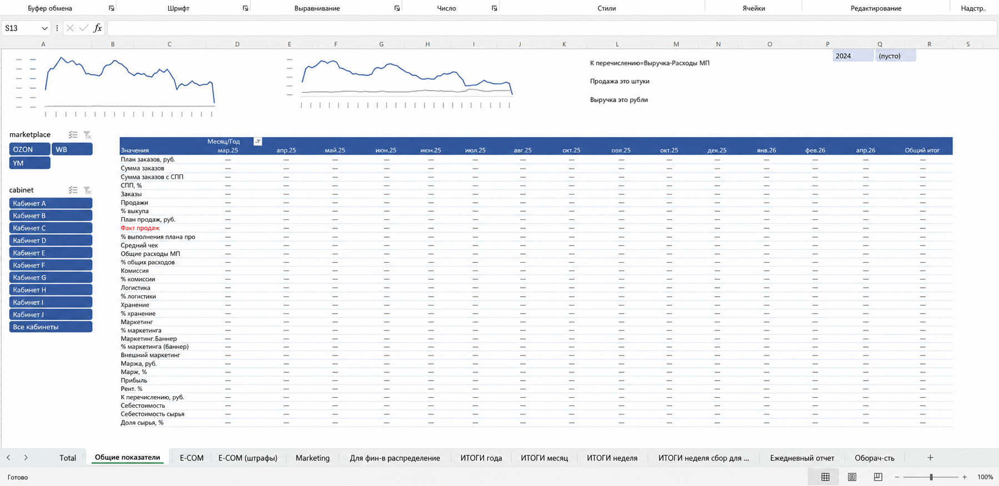 Буфер обмена Шрифт Выравнивание Число Стили Ячейки Редактирование Надстр..
S13 fx
A B C D E F G H I J K L M N O P Q R S
2024 (пусто)
К перечислению=Выручка-Расходы МП
Продажа это штуки
Выручка это рубли
marketplace
OZON WB
YM
cabinet
Кабинет A
Кабинет B
Кабинет C
Кабинет D
Кабинет E
Кабинет F
Кабинет G
Кабинет H
Кабинет I
Кабинет J
Все кабинеты
Месяц/Год
Значения мар.25 апр.25 май.25 июн.25 июн.25 июл.25 авг.25 окт.25 окт.25 дек.25 янв.26 фев.26 апр.26 Общий итог
План заказов, руб. — — — — — — — — — — — — — — —
Сумма заказов — — — — — — — — — — — — — — —
Сумма заказов с СПП — — — — — — — — — — — — — — —
СПП, % — — — — — — — — — — — — — — —
Заказы — — — — — — — — — — — — — — —
Продажи — — — — — — — — — — — — — — —
% выкупа — — — — — — — — — — — — — — —
План продаж, руб. — — — — — — — — — — — — — — —
Факт продаж — — — — — — — — — — — — — — —
% выполнения плана про — — — — — — — — — — — — — — —
Средний чек — — — — — — — — — — — — — — —
Общие расходы МП — — — — — — — — — — — — — — —
% общих расходов — — — — — — — — — — — — — — —
Комиссия — — — — — — — — — — — — — — —
% комиссии — — — — — — — — — — — — — — —
Логистика — — — — — — — — — — — — — — —
% логистики — — — — — — — — — — — — — — —
Хранение — — — — — — — — — — — — — — —
% хранение — — — — — — — — — — — — — — —
Маркетинг — — — — — — — — — — — — — — —
% маркетинга — — — — — — — — — — — — — — —
Маркетинг.Баннер — — — — — — — — — — — — — — —
% маркетинга (баннер) — — — — — — — — — — — — — — —
Внешний маркетинг — — — — — — — — — — — — — — —
Маржа, руб. — — — — — — — — — — — — — — —
Марж, % — — — — — — — — — — — — — — —
Прибыль — — — — — — — — — — — — — — —
Рент. % — — — — — — — — — — — — — — —
К перечислению, руб. — — — — — — — — — — — — — — —
Себестоимость — — — — — — — — — — — — — — —
Себестоимость сырья — — — — — — — — — — — — — — —
Доля сырья, % — — — — — — — — — — — — — — —
Total Общие показатели E-COM E-COM (штрафы) Marketing Для фин-в распределение ИТОГИ года ИТОГИ месяц ИТОГИ неделя ИТОГИ неделя сбор для ... Ежедневный отчет Оборач-сть +
Готово − + 100%